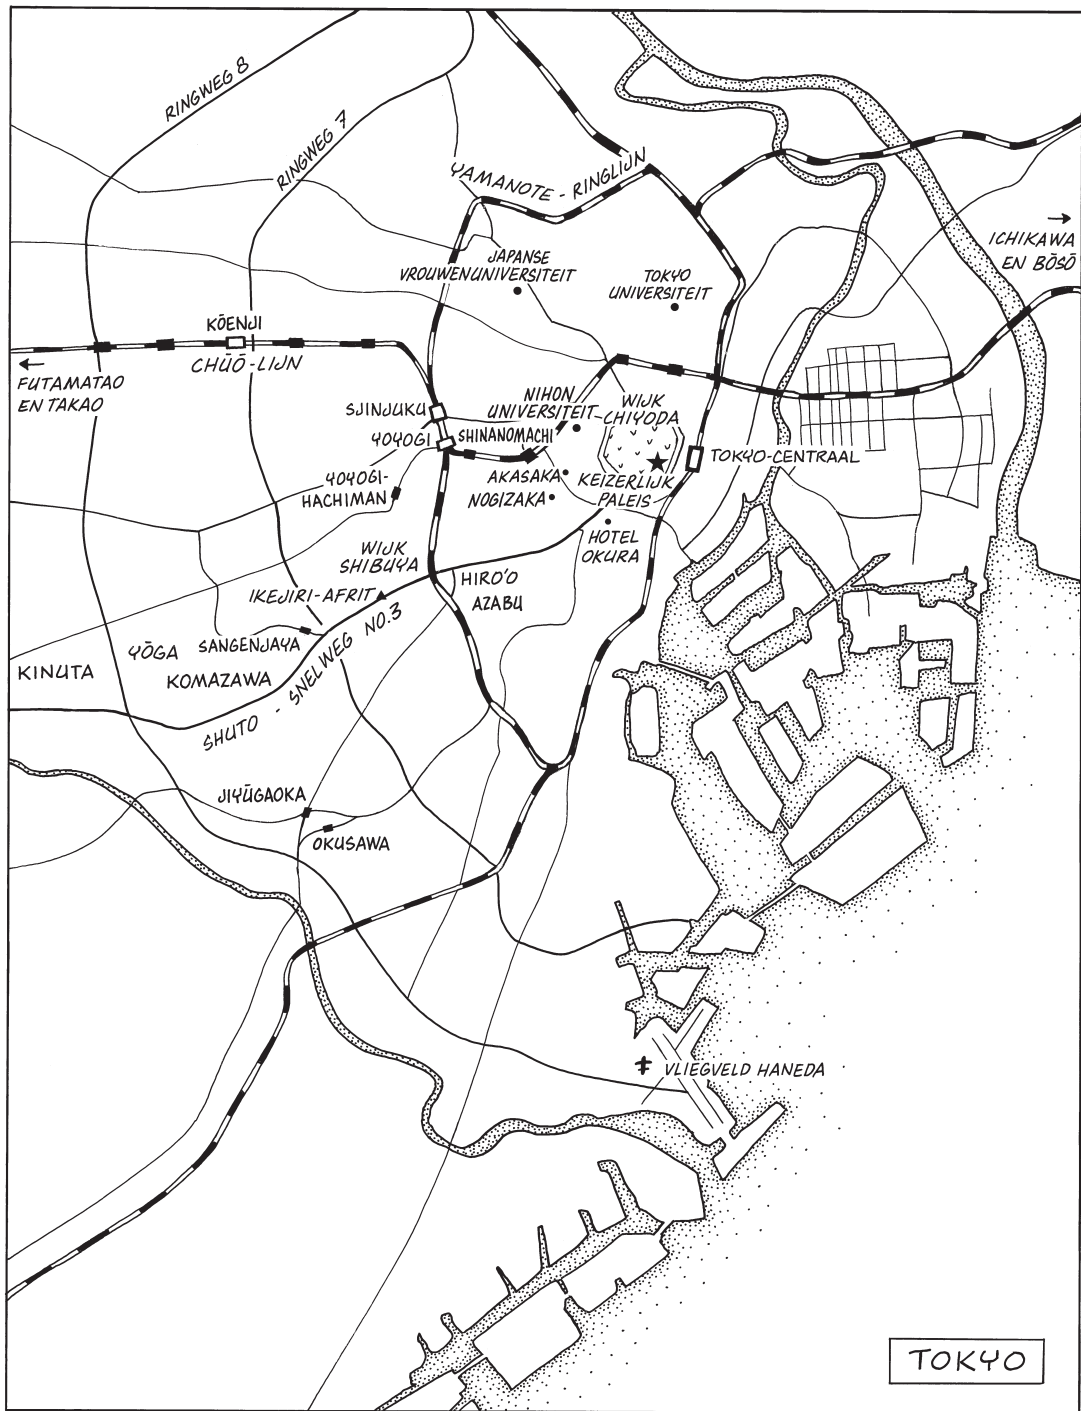 RINGWEG 8
RINGWEG 7
YAMANOTE - RINGLIJN
ICHIKAWA
EN BŌSŌ
JAPANSE
VROUWENUNIVERSITEIT
TOKYO
UNIVERSITEIT
KŌENJI
CHŪŌ-LIJN
FUTAMATAO
EN TAKAO
SJINJUKU
NIHON
UNIVERSITEIT
WIJK
CHIYODA
YOYOGI
SHINANOMACHI
TOKYO-CENTRAAL
YOYOGI-
HACHIMAN
AKASAKA
NOGIZAKA
KEIZERLIJK
PALEIS
HOTEL
OKURA
WIJK
SHIBUYA
HIRO'O
AZABU
IKEJIRI-AFRIT
YŌGA
SANGENJAYA
KINUTA
KOMAZAWA
SHUTO - SNELWEG NO.3
JIYŪGAOKA
OKUSAWA
VLIEGVELD HANEDA
TOKYO